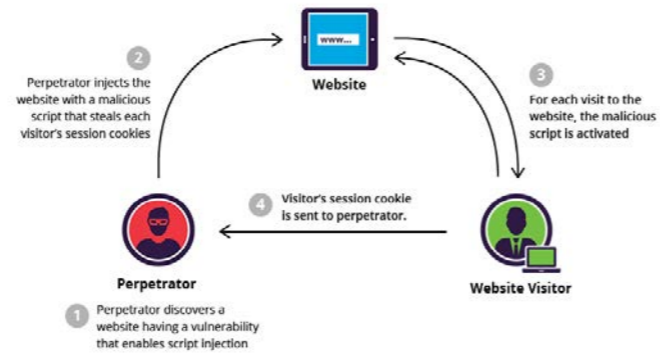 www...
Website
2
Perpetrator injects the
website with a malicious
script that steals each
visitor's session cookies
3
For each visit to the
website, the malicious
script is activated
4
Visitor's session cookie
is sent to perpetrator.
Perpetrator
Website Visitor
1
Perpetrator discovers a
website having a vulnerability
that enables script injection